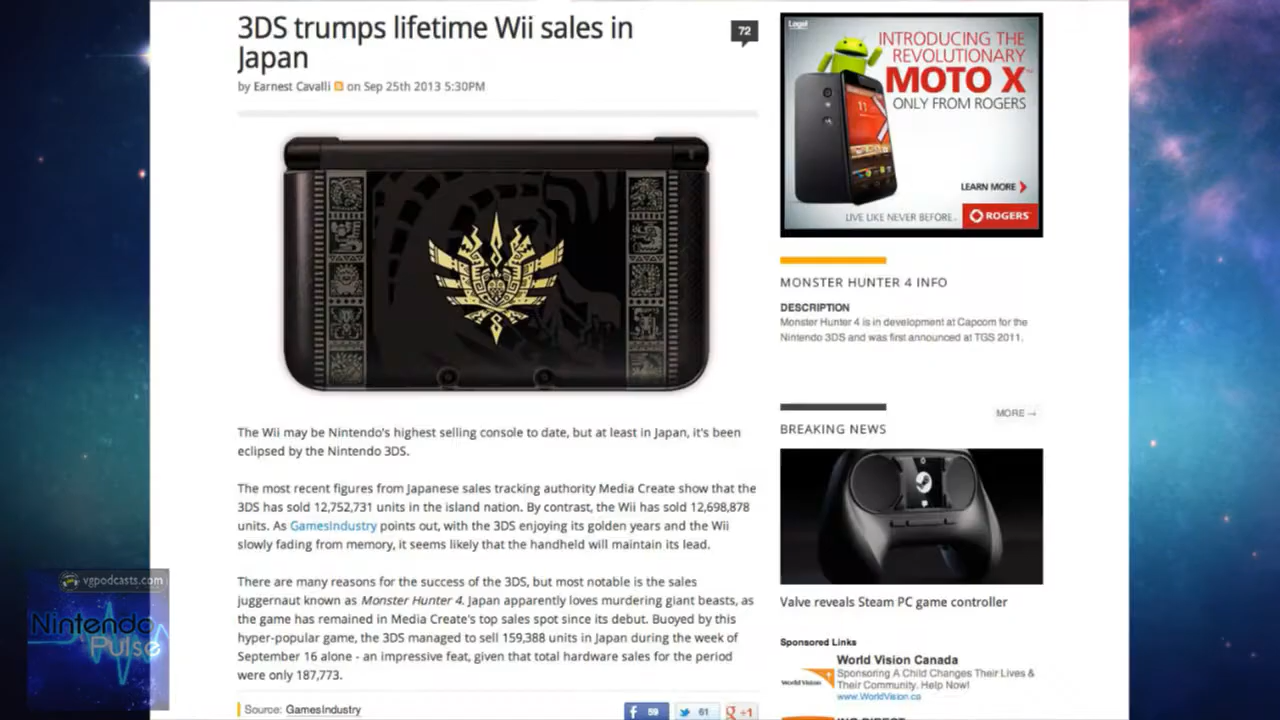 3DS trumps lifetime Wii sales in
Japan
72
by Earnest Cavalli on Sep 25th 2013 5:30PM
The Wii may be Nintendo's highest selling console to date, but at least in Japan, it's been
eclipsed by the Nintendo 3DS.
The most recent figures from Japanese sales tracking authority Media Create show that the
3DS has sold 12,752,731 units in the island nation. By contrast, the Wii has sold 12,698,878
units. As GamesIndustry points out, with the 3DS enjoying its golden years and the Wii
slowly fading from memory, it seems likely that the handheld will maintain its lead.
There are many reasons for the success of the 3DS, but most notable is the sales
juggernaut known as Monster Hunter 4. Japan apparently loves murdering giant beasts, as
the game has remained in Media Create's top sales spot since its debut. Buoyed by this
hyper-popular game, the 3DS managed to sell 159,388 units in Japan during the week of
September 16 alone - an impressive feat, given that total hardware sales for the period
were only 187,773.
Source: GamesIndustry
f 59
61
g +1
Legal
INTRODUCING THE
REVOLUTIONARY
MOTO X™
ONLY FROM ROGERS
11
LEARN MORE
LIVE LIKE NEVER BEFORE.
ROGERS™
MONSTER HUNTER 4 INFO
DESCRIPTION
Monster Hunter 4 is in development at Capcom for the
Nintendo 3DS and was first announced at TGS 2011.
MORE →
BREAKING NEWS
Valve reveals Steam PC game controller
Sponsored Links
World Vision
World Vision Canada
Sponsoring A Child Changes Their Lives &
Their Community. Help Now!
www.WorldVision.ca
vgpodcasts.com
Nintendo
Pulse